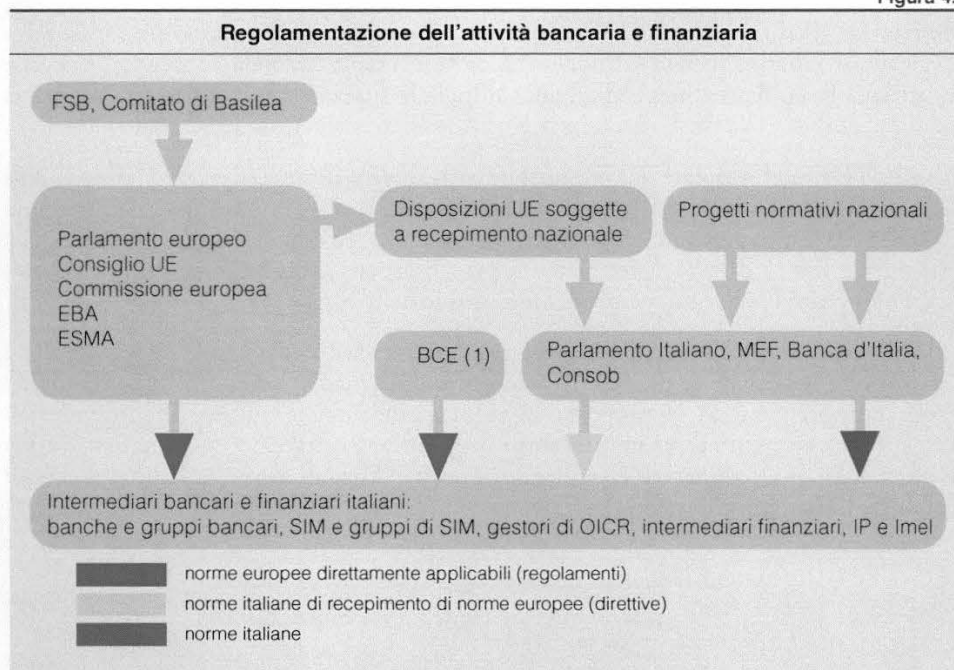 Figura 4.
Regolamentazione dell'attività bancaria e finanziaria
FSB, Comitato di Basilea
Parlamento europeo
Consiglio UE
Commissione europea
EBA
ESMA
Disposizioni UE soggette
a recepimento nazionale
Progetti normativi nazionali
BCE (1)
Parlamento Italiano, MEF, Banca d'Italia,
Consob
Intermediari bancari e finanziari italiani:
banche e gruppi bancari, SIM e gruppi di SIM, gestori di OICR, intermediari finanziari, IP e Imel
norme europee direttamente applicabili (regolamenti)
norme italiane di recepimento di norme europee (direttive)
norme italiane